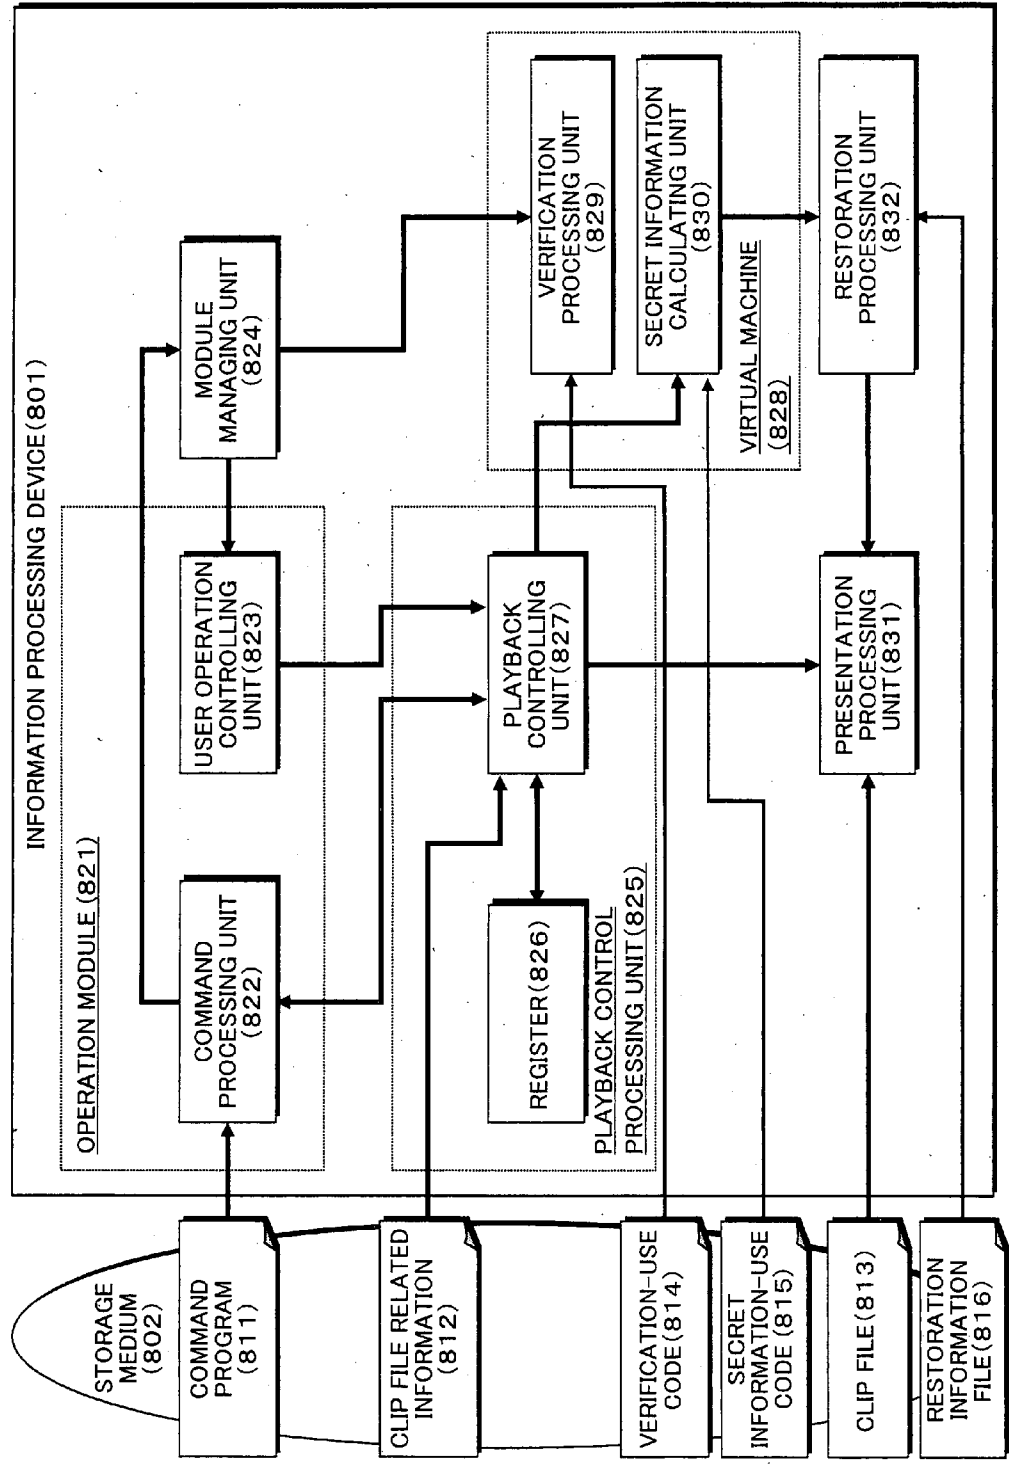 INFORMATION PROCESSING DEVICE(801)
STORAGE
MEDIUM
(802)
COMMAND
PROGRAM
(811)
CLIP FILE RELATED
INFORMATION
(812)
VERIFICATION-USE
CODE(814)
SECRET
INFORMATION-USE
CODE(815)
CLIP FILE(813)
RESTORATION
INFORMATION
FILE(816)
OPERATION MODULE(821)
COMMAND
PROCESSING UNIT
(822)
USER OPERATION
CONTROLLING
UNIT(823)
MODULE
MANAGING UNIT
(824)
REGISTER(826)
PLAYBACK CONTROL
PROCESSING UNIT(825)
PLAYBACK
CONTROLLING
UNIT(827)
VERIFICATION
PROCESSING UNIT
(829)
SECRET INFORMATION
CALCULATING UNIT
(830)
VIRTUAL MACHINE
(828)
PRESENTATION
PROCESSING
UNIT(831)
RESTORATION
PROCESSING UNIT
(832)